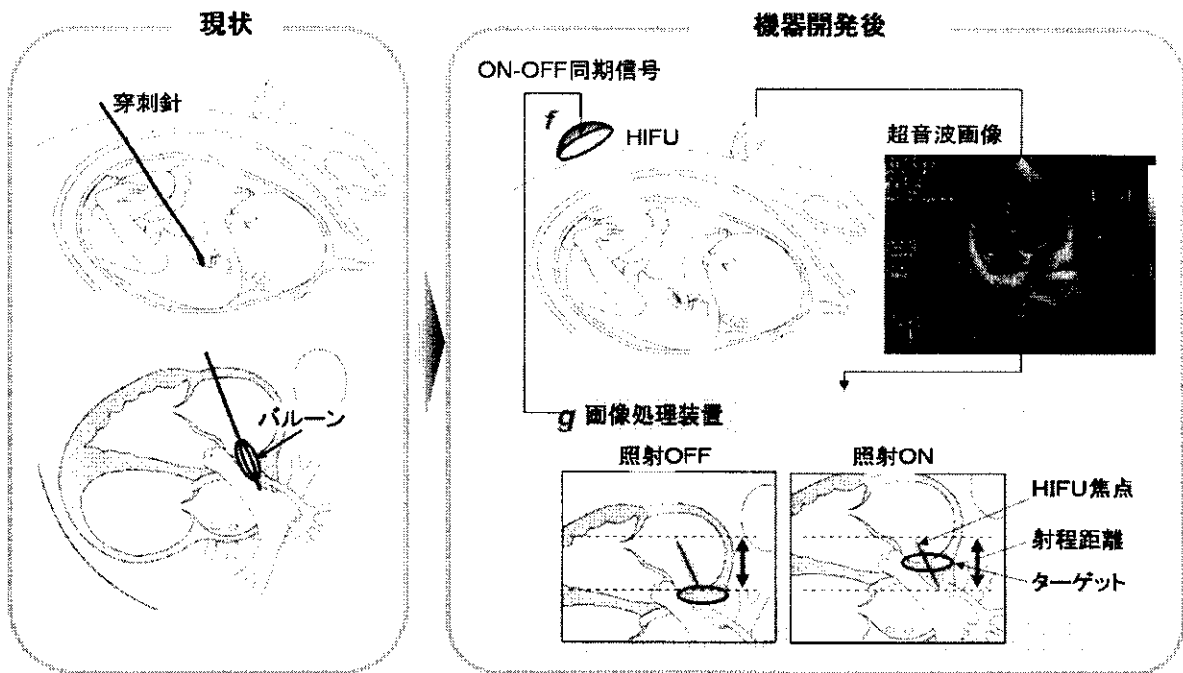 現状
穿刺針
バルーン
機器開発後
ON-OFF同期信号
f
HIFU
超音波画像
g 画像処理装置
照射OFF
照射ON
HIFU焦点
射程距離
ターゲット